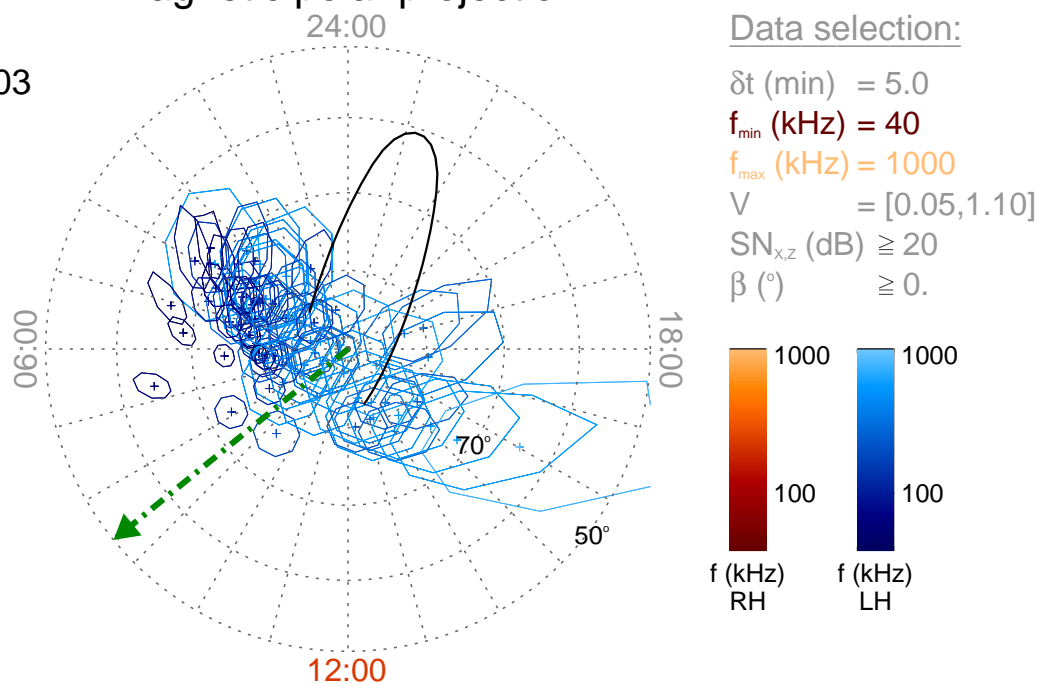 24:00
03
06:00
18:00
70°
50°
12:00
Data selection:
δt (min) = 5.0
fmin (kHz) = 40
fmax (kHz) = 1000
V = [0.05,1.10]
SNx,z (dB) ≧ 20
β (°) ≧ 0.
1000 1000
100 100
f (kHz) f (kHz)
RH LH